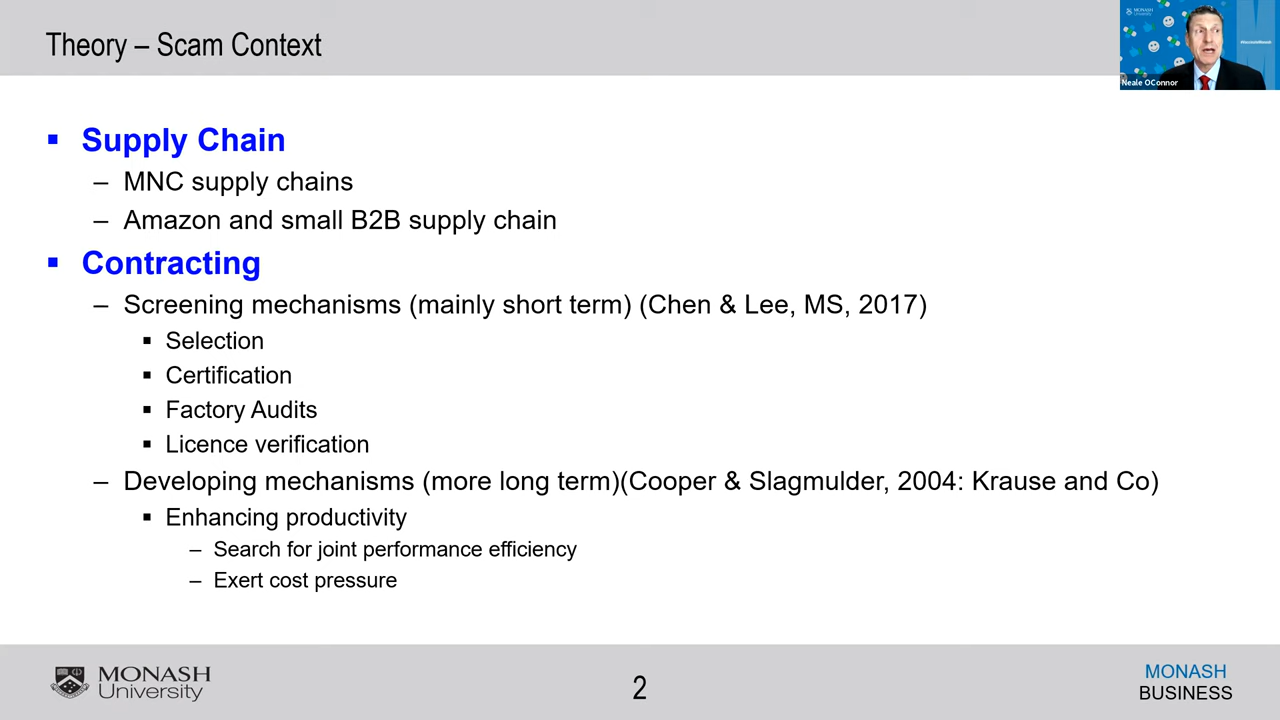 Theory – Scam Context
MONASH
University
Neale OConnor
▪ Supply Chain
– MNC supply chains
– Amazon and small B2B supply chain
▪ Contracting
– Screening mechanisms (mainly short term) (Chen & Lee, MS, 2017)
▪ Selection
▪ Certification
▪ Factory Audits
▪ Licence verification
– Developing mechanisms (more long term)(Cooper & Slagmulder, 2004: Krause and Co)
▪ Enhancing productivity
– Search for joint performance efficiency
– Exert cost pressure
MONASH
University
2
MONASH
BUSINESS